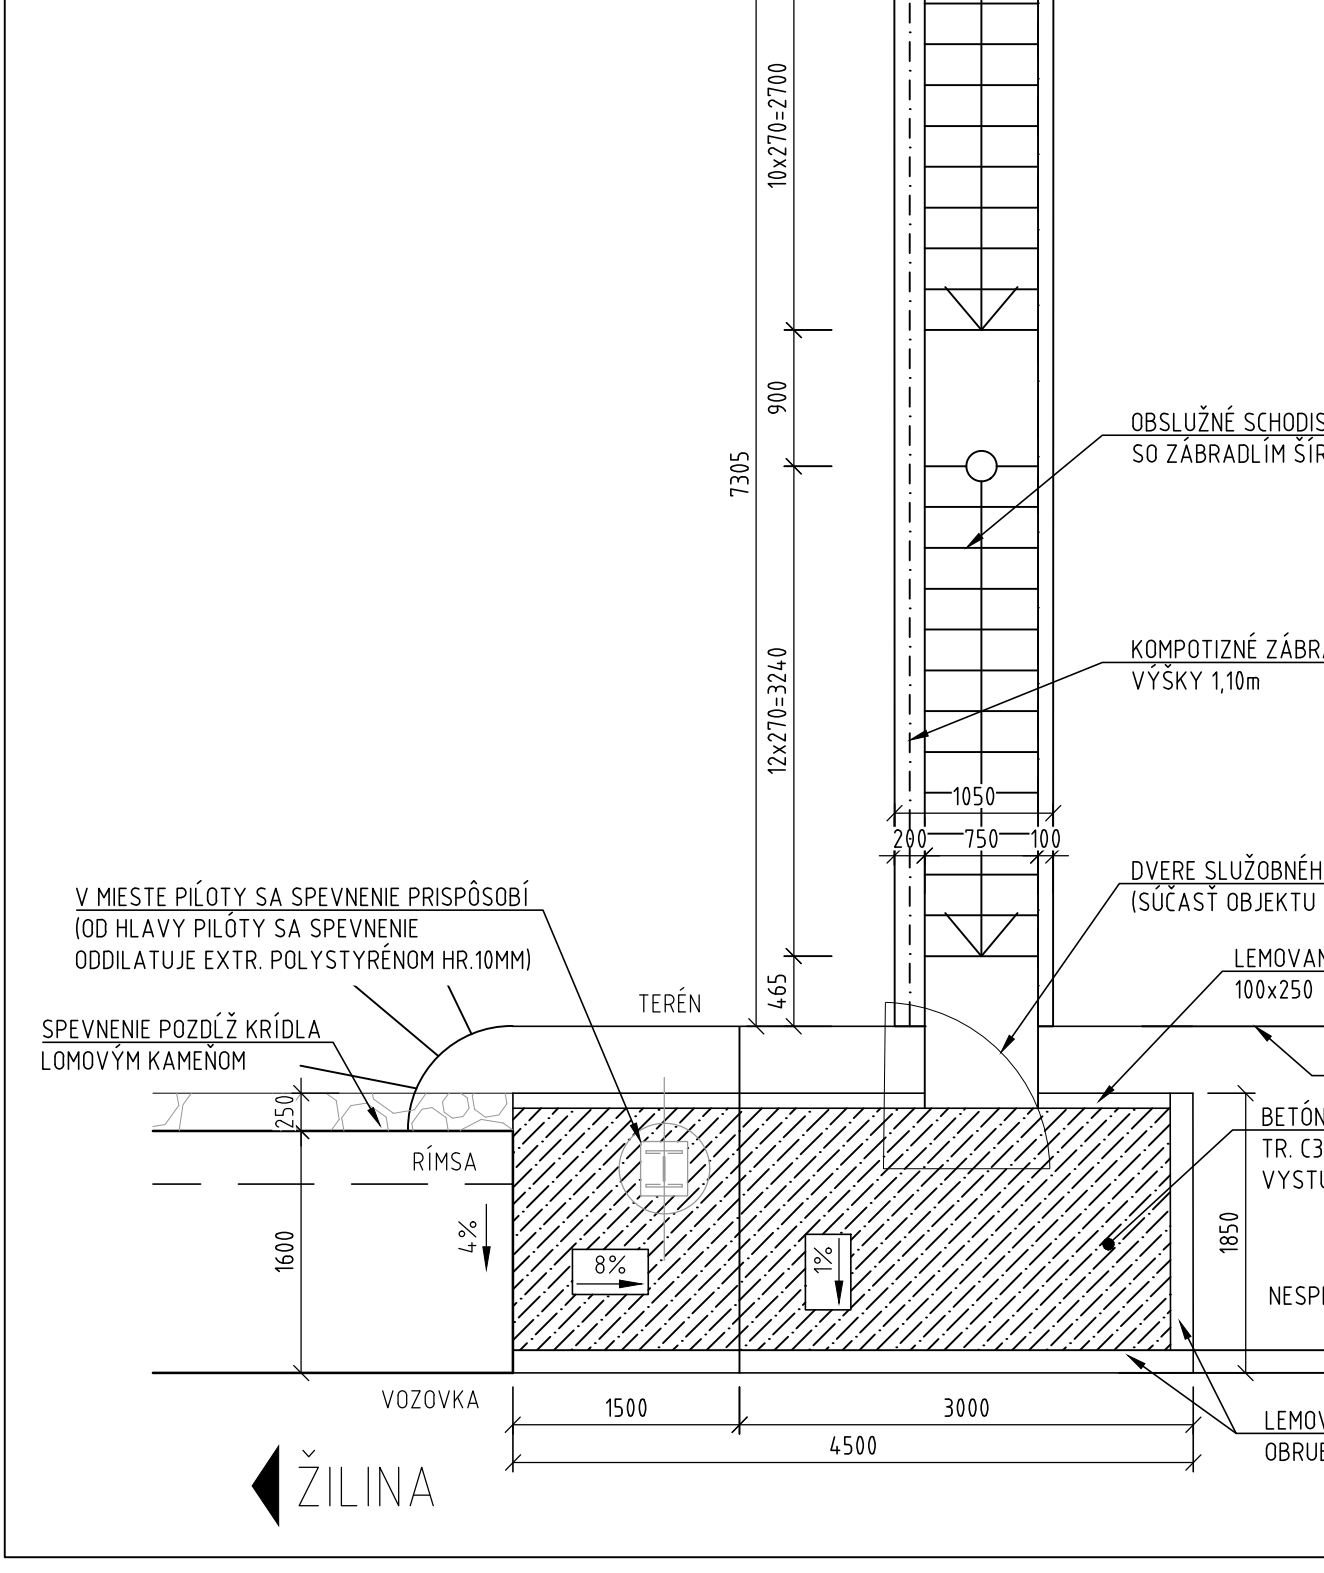 10x270=2700
900
7305
12x270=3240
465
OBSLUŽNÉ SCHODIS
SO ZÁBRADLÍM ŠÍR
KOMPOTIZNÉ ZÁBRA
VÝŠKY 1,10m
1050
200
750
100
DVERE SLUŽOBNÉH
(SÚČASŤ OBJEKTU
V MIESTE PILÓTY SA SPEVNENIE PRISPÔSOBÍ
(OD HLAVY PILÓTY SA SPEVNENIE
ODDILATUJE EXTR. POLYSTYRÉNOM HR.10MM)
LEMOVAN
100x250
TERÉN
SPEVNENIE POZDĹŽ KRÍDLA
LOMOVÝM KAMEŇOM
250
BETÓN
TR. C3
VYSTU
RÍMSA
4%
1600
8%
1%
1850
NESP
VOZOVKA
1500
3000
4500
LEMOV
OBRUB
ŽILINA